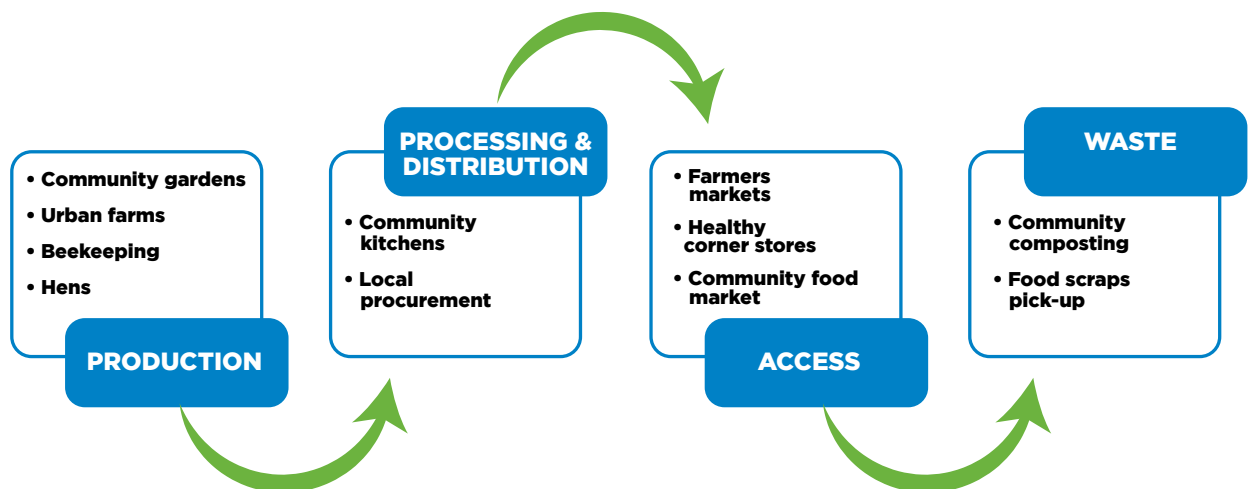 • Community gardens
• Urban farms
• Beekeeping
• Hens
PRODUCTION
PROCESSING &
DISTRIBUTION
• Community
kitchens
• Local
procurement
• Farmers
markets
• Healthy
corner stores
• Community food
market
ACCESS
WASTE
• Community
composting
• Food scraps
pick-up